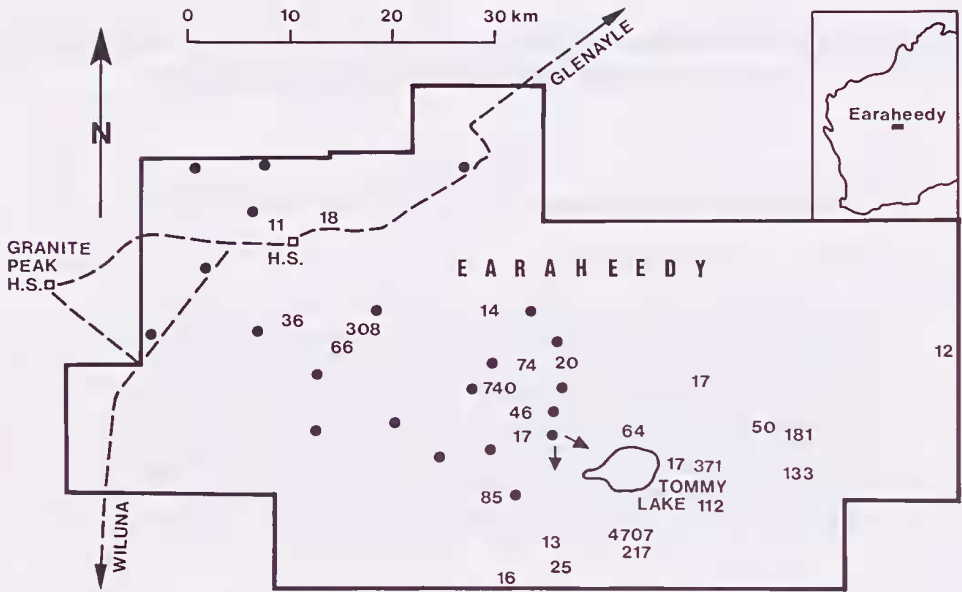 0 10 20 30 km
GLENAYLE
N
Earaheedy
11 18
H.S.
GRANITE
PEAK
H.S.
EARAHEEDY
14
36
308
66
12
74 20
17
740
46
17
64
50
181
17 371
133
TOMMY
LAKE
112
85
4707
217
13
25
16
WILUNA